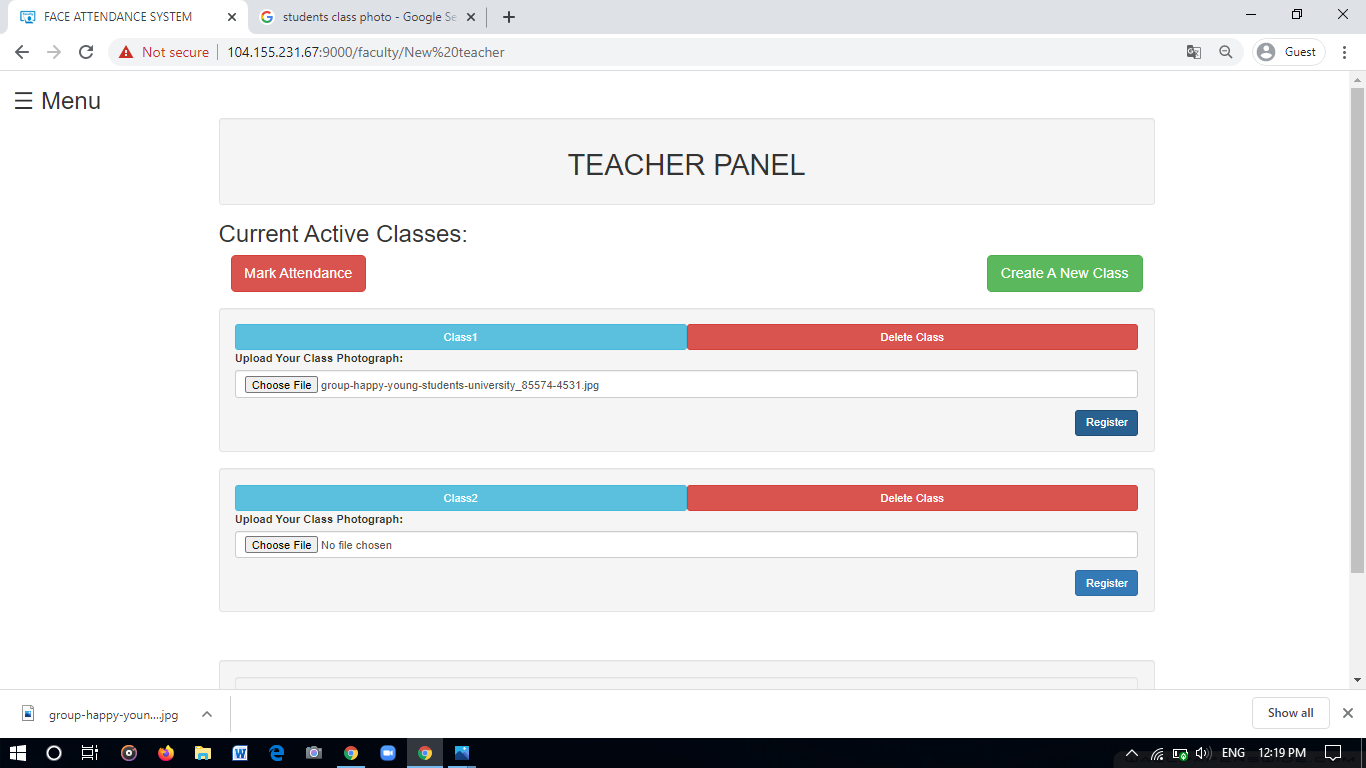 FACE ATTENDANCE SYSTEM
students class photo - Google Se
Not secure
104.155.231.67:9000/faculty/New%20teacher
Guest
☰ Menu
TEACHER PANEL
Current Active Classes:
Mark Attendance
Create A New Class
Class1
Delete Class
Upload Your Class Photograph:
Choose File group-happy-young-students-university_85574-4531.jpg
Register
Class2
Delete Class
Upload Your Class Photograph:
Choose File No file chosen
Register
group-happy-youn....jpg
Show all
ENG
12:19 PM